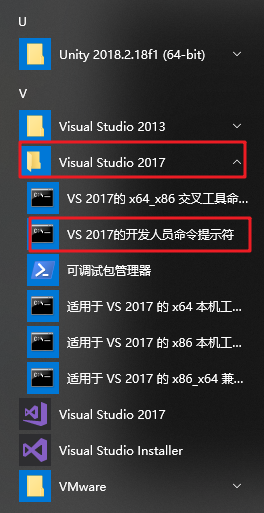 U
Unity 2018.2.18f1 (64-bit)
V
Visual Studio 2013
Visual Studio 2017
VS 2017的 x64_x86 交叉工具命...
VS 2017的开发人员命令提示符
可调试包管理器
适用于 VS 2017 的 x64 本机工...
适用于 VS 2017 的 x86 本机工...
适用于 VS 2017 的 x86_x64 兼...
Visual Studio 2017
Visual Studio Installer
VMware